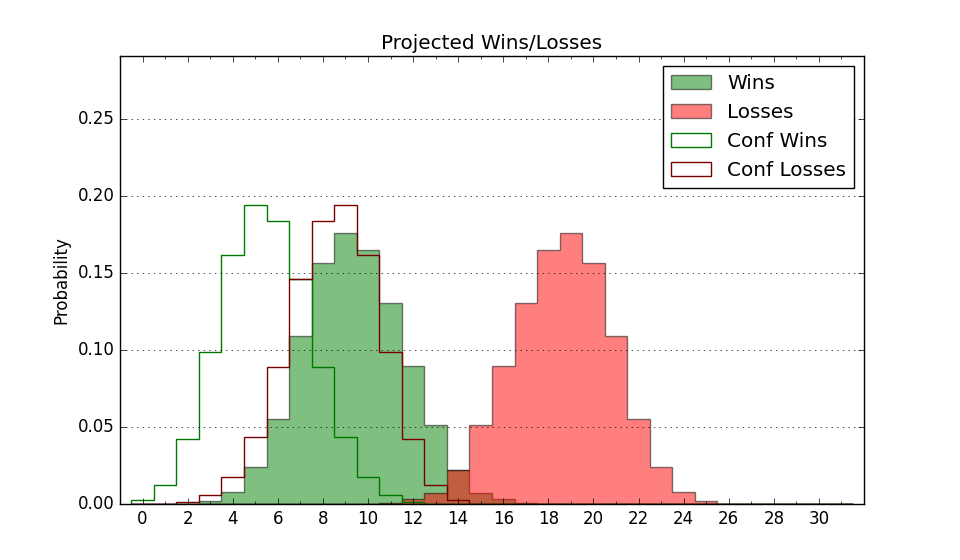 Projected Wins/Losses
Wins
Losses
Conf Wins
Conf Losses
Probability
0.25
0.20
0.15
0.10
0.05
0.00
0 2 4 6 8 10 12 14 16 18 20 22 24 26 28 30